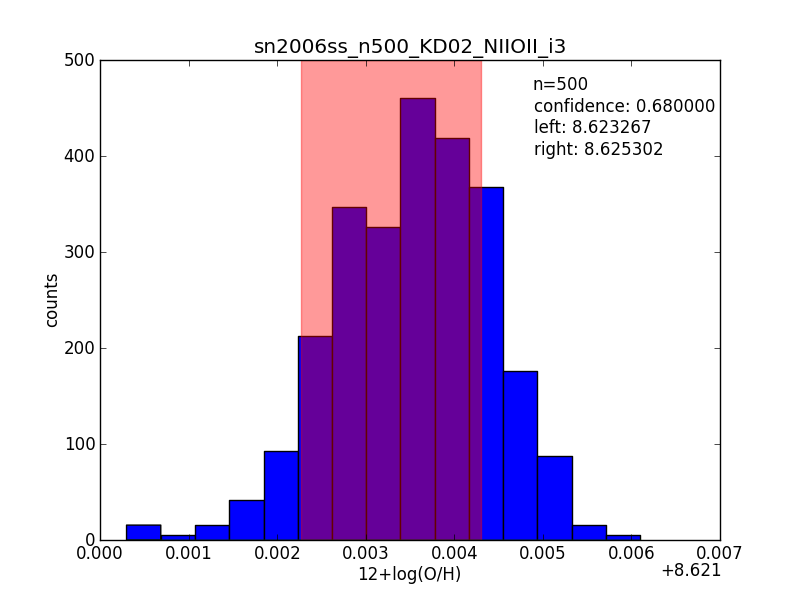 sn2006ss_n500_KD02_NIIOII_i3
n=500
confidence: 0.680000
left: 8.623267
right: 8.625302
500
400
300
200
100
0
counts
0.000 0.001 0.002 0.003 0.004 0.005 0.006 0.007
+8.621
12+log(O/H)